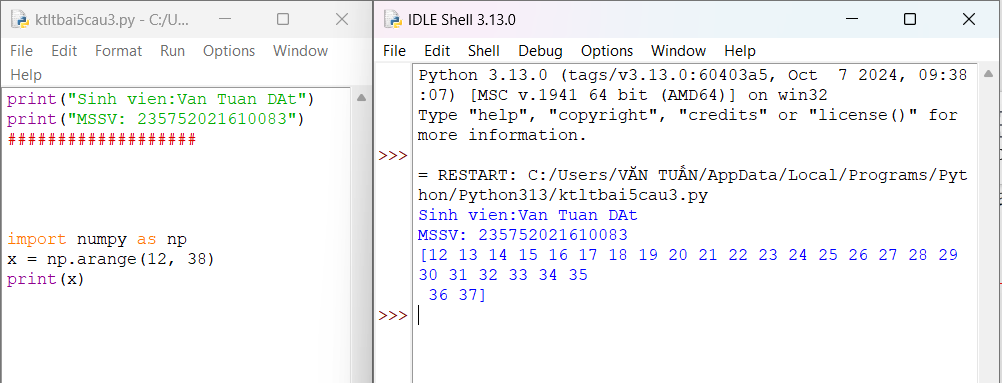 ktltbai5cau3.py - C:/U...
File Edit Format Run Options Window
Help
print("Sinh vien:Van Tuan DAt")
print("MSSV: 235752021610083")
###################
import numpy as np
x = np.arange(12, 38)
print(x)
IDLE Shell 3.13.0
File Edit Shell Debug Options Window Help
Python 3.13.0 (tags/v3.13.0:60403a5, Oct  7 2024, 09:38
:07) [MSC v.1941 64 bit (AMD64)] on win32
Type "help", "copyright", "credits" or "license()" for
more information.
>>>
= RESTART: C:/Users/VĂN TUẤN/AppData/Local/Programs/Pyt
hon/Python313/ktltbai5cau3.py
Sinh vien:Van Tuan DAt
MSSV: 235752021610083
[12 13 14 15 16 17 18 19 20 21 22 23 24 25 26 27 28 29
30 31 32 33 34 35
 36 37]
>>>